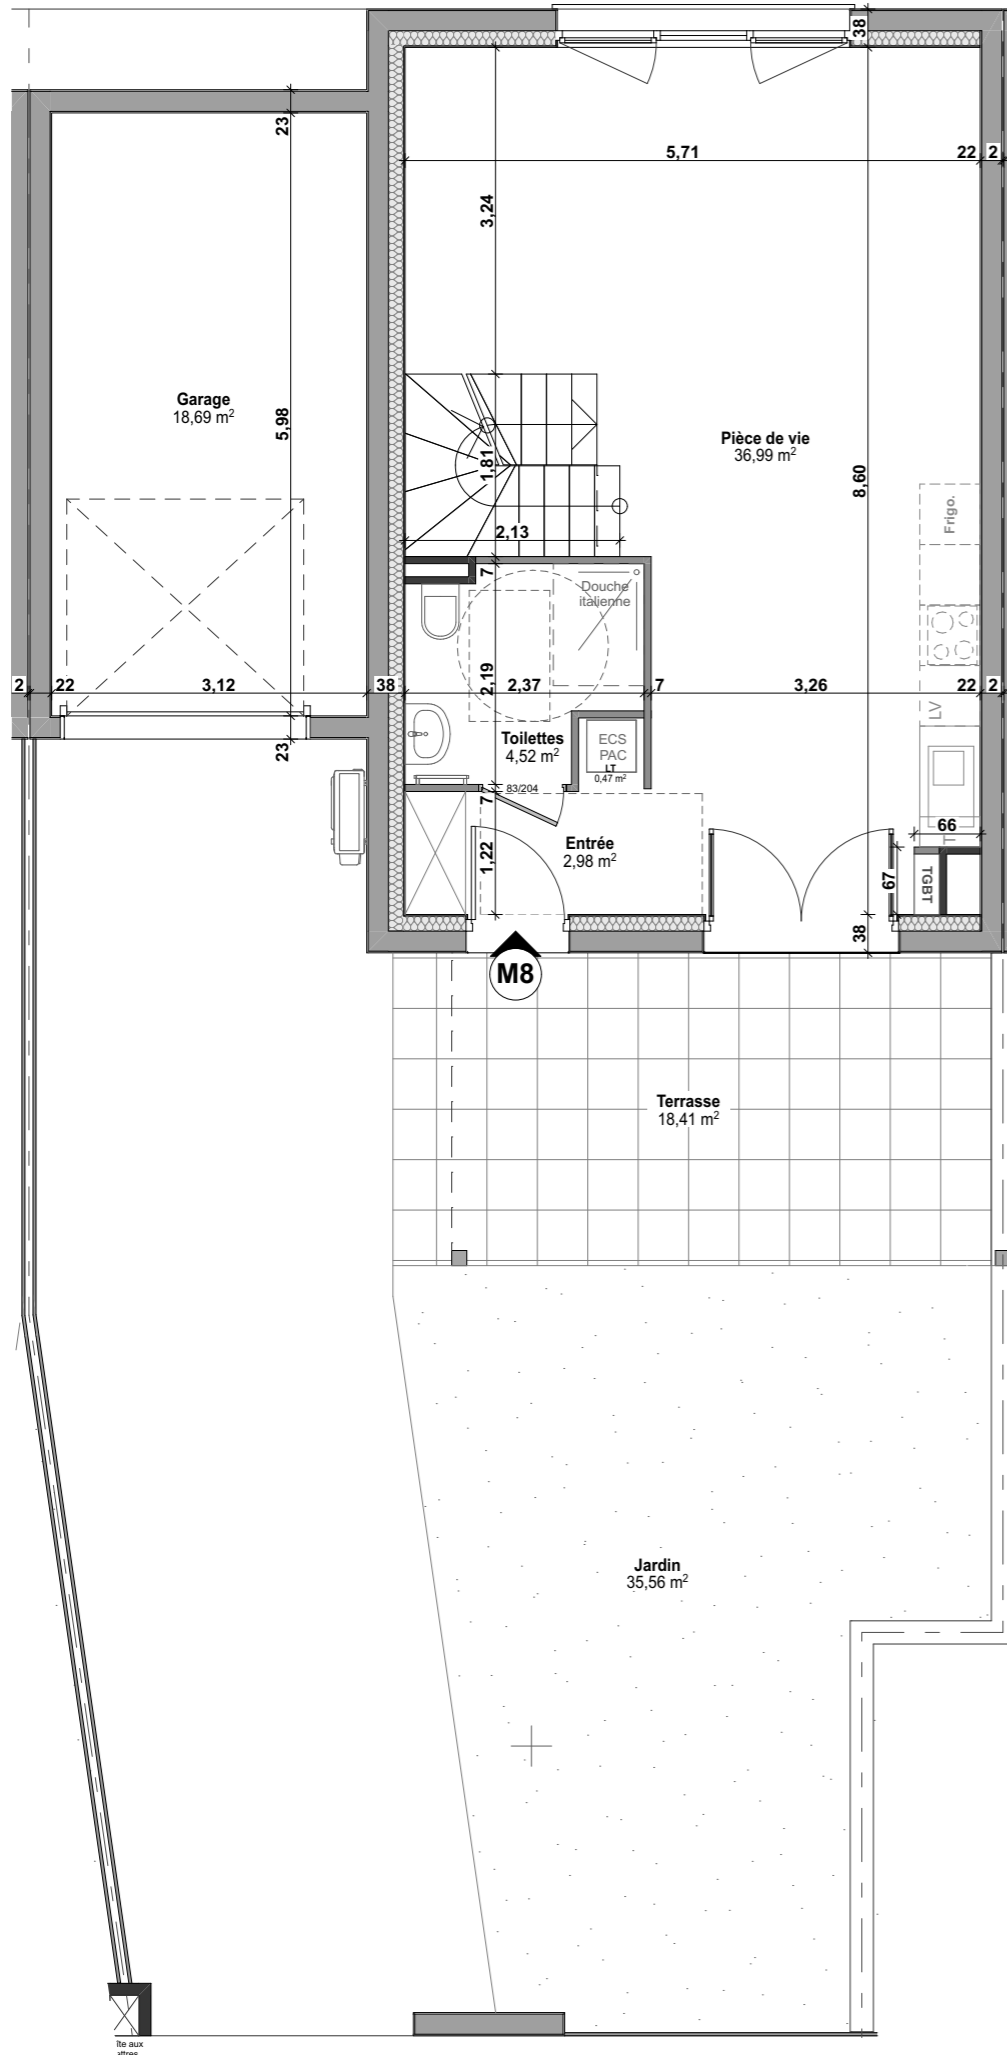 38
23
5,71
22
2
3,24
Garage
18,69 m²
5,98
1,81
Pièce de vie
36,99 m²
8,60
Frigo.
2,13
7
Douche
italienne
2
22
3,12
38
2,19
2,37
7
3,26
22
2
LV
23
Toilettes
4,52 m²
ECS
PAC
LT
0,47 m²
83/204
7
1,22
Entrée
2,98 m²
66
T
67
TGBT
38
M8
Terrasse
18,41 m²
Jardin
35,56 m²
îte aux